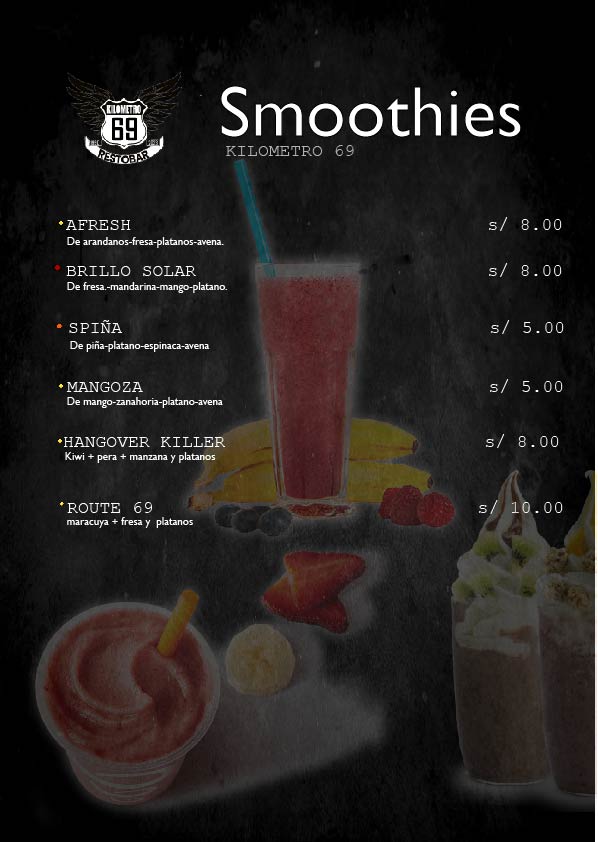 KILOMETRO
69
RESTOBAR
Smoothies
KILOMETRO 69
AFRESH s/ 8.00
De arandanos-fresa-platanos-avena.
BRILLO SOLAR s/ 8.00
De fresa.-mandarina-mango-platano.
SPIÑA s/ 5.00
De piña-platano-espinaca-avena
MANGOZA s/ 5.00
De mango-zanahoria-platano-avena
HANGOVER KILLER s/ 8.00
Kiwi + pera + manzana y platanos
ROUTE 69 s/ 10.00
maracuya + fresa y platanos